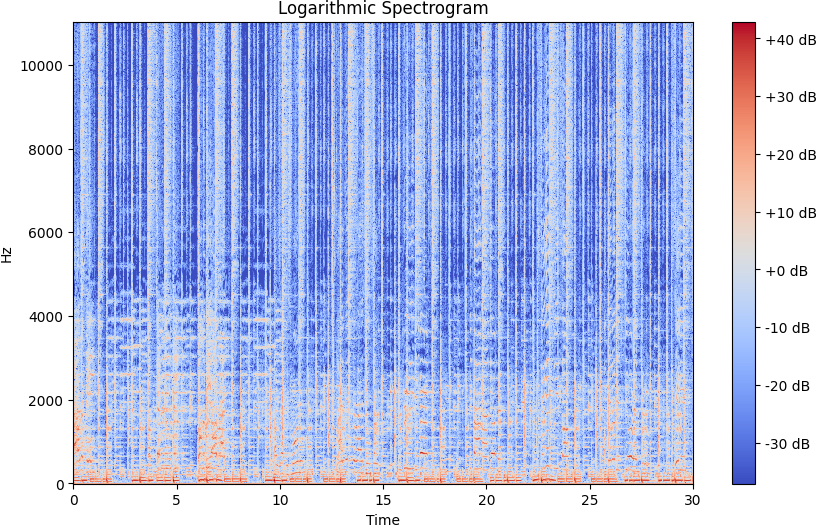 Logarithmic Spectrogram
Hz
10000
8000
6000
4000
2000
0
0 5 10 15 20 25 30
Time
+40 dB
+30 dB
+20 dB
+10 dB
+0 dB
-10 dB
-20 dB
-30 dB